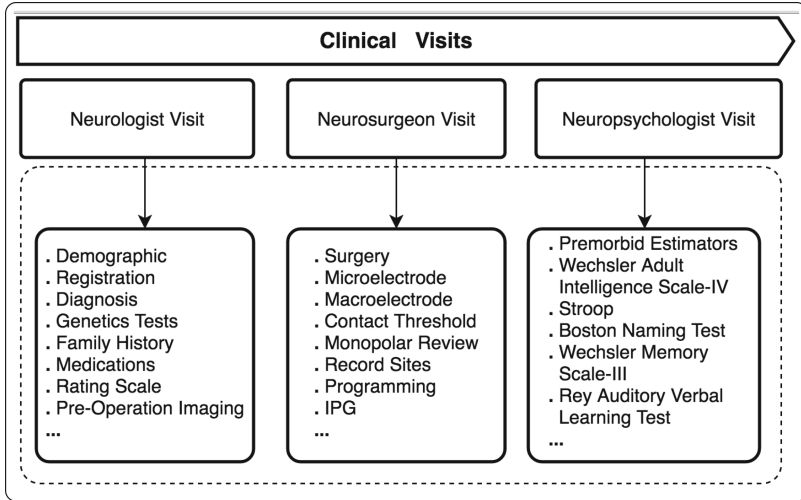 Clinical Visits
Neurologist Visit
Neurosurgeon Visit
Neuropsychologist Visit
. Demographic
. Registration
. Diagnosis
. Genetics Tests
. Family History
. Medications
. Rating Scale
. Pre-Operation Imaging
...
. Surgery
. Microelectrode
. Macroelectrode
. Contact Threshold
. Monopolar Review
. Record Sites
. Programming
. IPG
...
. Premorbid Estimators
. Wechsler Adult
Intelligence Scale-IV
. Stroop
. Boston Naming Test
. Wechsler Memory
Scale-III
. Rey Auditory Verbal
Learning Test
...